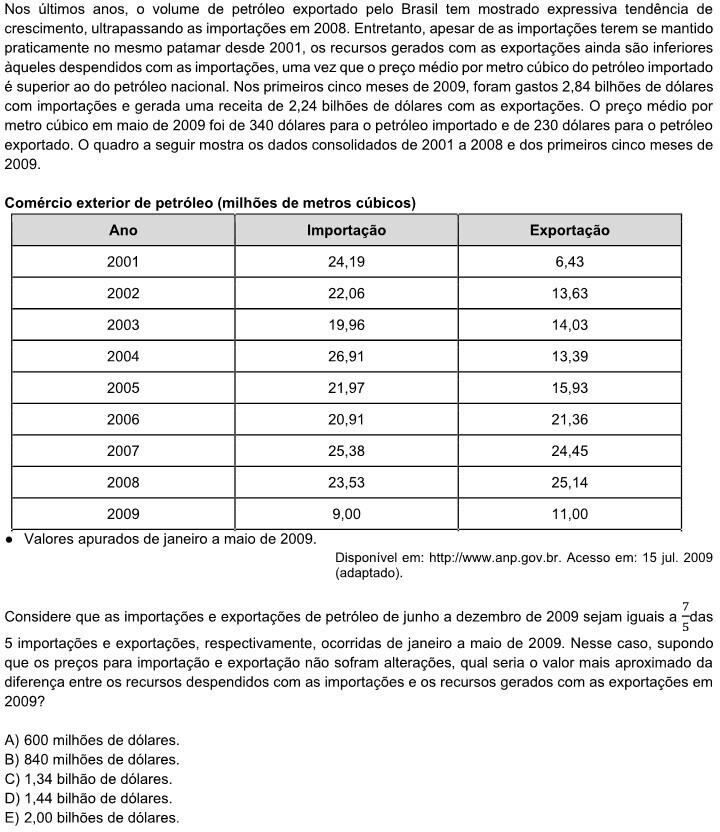 Nos últimos anos, o volume de petróleo exportado pelo Brasil tem mostrado expressiva tendência de
crescimento, ultrapassando as importações em 2008. Entretanto, apesar de as importações terem se mantido
praticamente no mesmo patamar desde 2001, os recursos gerados com as exportações ainda são inferiores
àqueles despendidos com as importações, uma vez que o preço médio por metro cúbico do petróleo importado
é superior ao do petróleo nacional. Nos primeiros cinco meses de 2009, foram gastos 2,84 bilhões de dólares
com importações e gerada uma receita de 2,24 bilhões de dólares com as exportações. O preço médio por
metro cúbico em maio de 2009 foi de 340 dólares para o petróleo importado e de 230 dólares para o petróleo
exportado. O quadro a seguir mostra os dados consolidados de 2001 a 2008 e dos primeiros cinco meses de
2009.
Comércio exterior de petróleo (milhões de metros cúbicos)
Ano Importação Exportação
2001 24,19 6,43
2002 22,06 13,63
2003 19,96 14,03
2004 26,91 13,39
2005 21,97 15,93
2006 20,91 21,36
2007 25,38 24,45
2008 23,53 25,14
2009 9,00 11,00
• Valores apurados de janeiro a maio de 2009.
Disponível em: http://www.anp.gov.br. Acesso em: 15 jul. 2009
(adaptado).
Considere que as importações e exportações de petróleo de junho a dezembro de 2009 sejam iguais a 7/5 das
5 importações e exportações, respectivamente, ocorridas de janeiro a maio de 2009. Nesse caso, supondo
que os preços para importação e exportação não sofram alterações, qual seria o valor mais aproximado da
diferença entre os recursos despendidos com as importações e os recursos gerados com as exportações em
2009?
A) 600 milhões de dólares.
B) 840 milhões de dólares.
C) 1,34 bilhão de dólares.
D) 1,44 bilhão de dólares.
E) 2,00 bilhões de dólares.